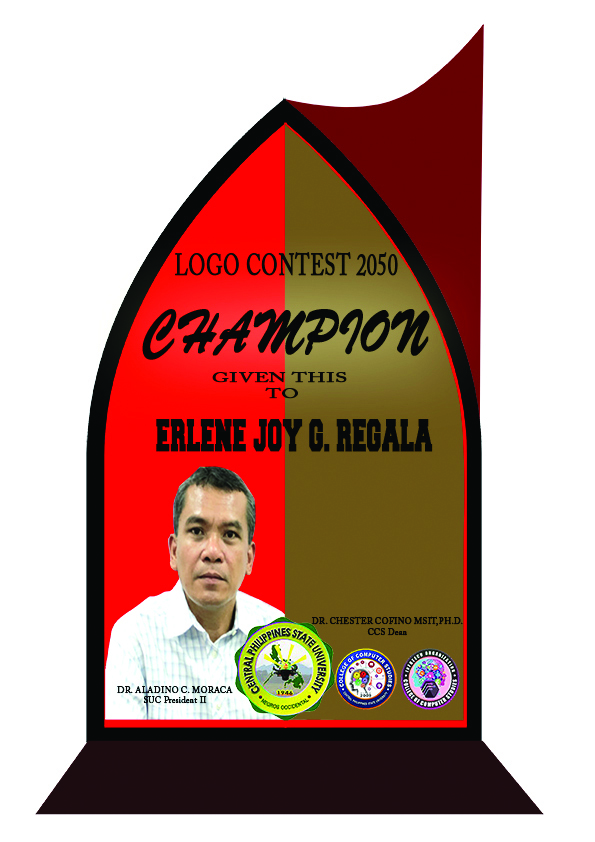 LOGO CONTEST 2050
CHAMPION
GIVEN THIS
TO
ERLENE JOY G. REGALA
DR. CHESTER COFINO MSIT,PH.D.
CCS Dean
DR. ALADINO C. MORACA
SUC President II
CENTRAL PHILIPPINES STATE UNIVERSITY
1946
NEGROS OCCIDENTAL
COLLEGE OF COMPUTER STUDIES